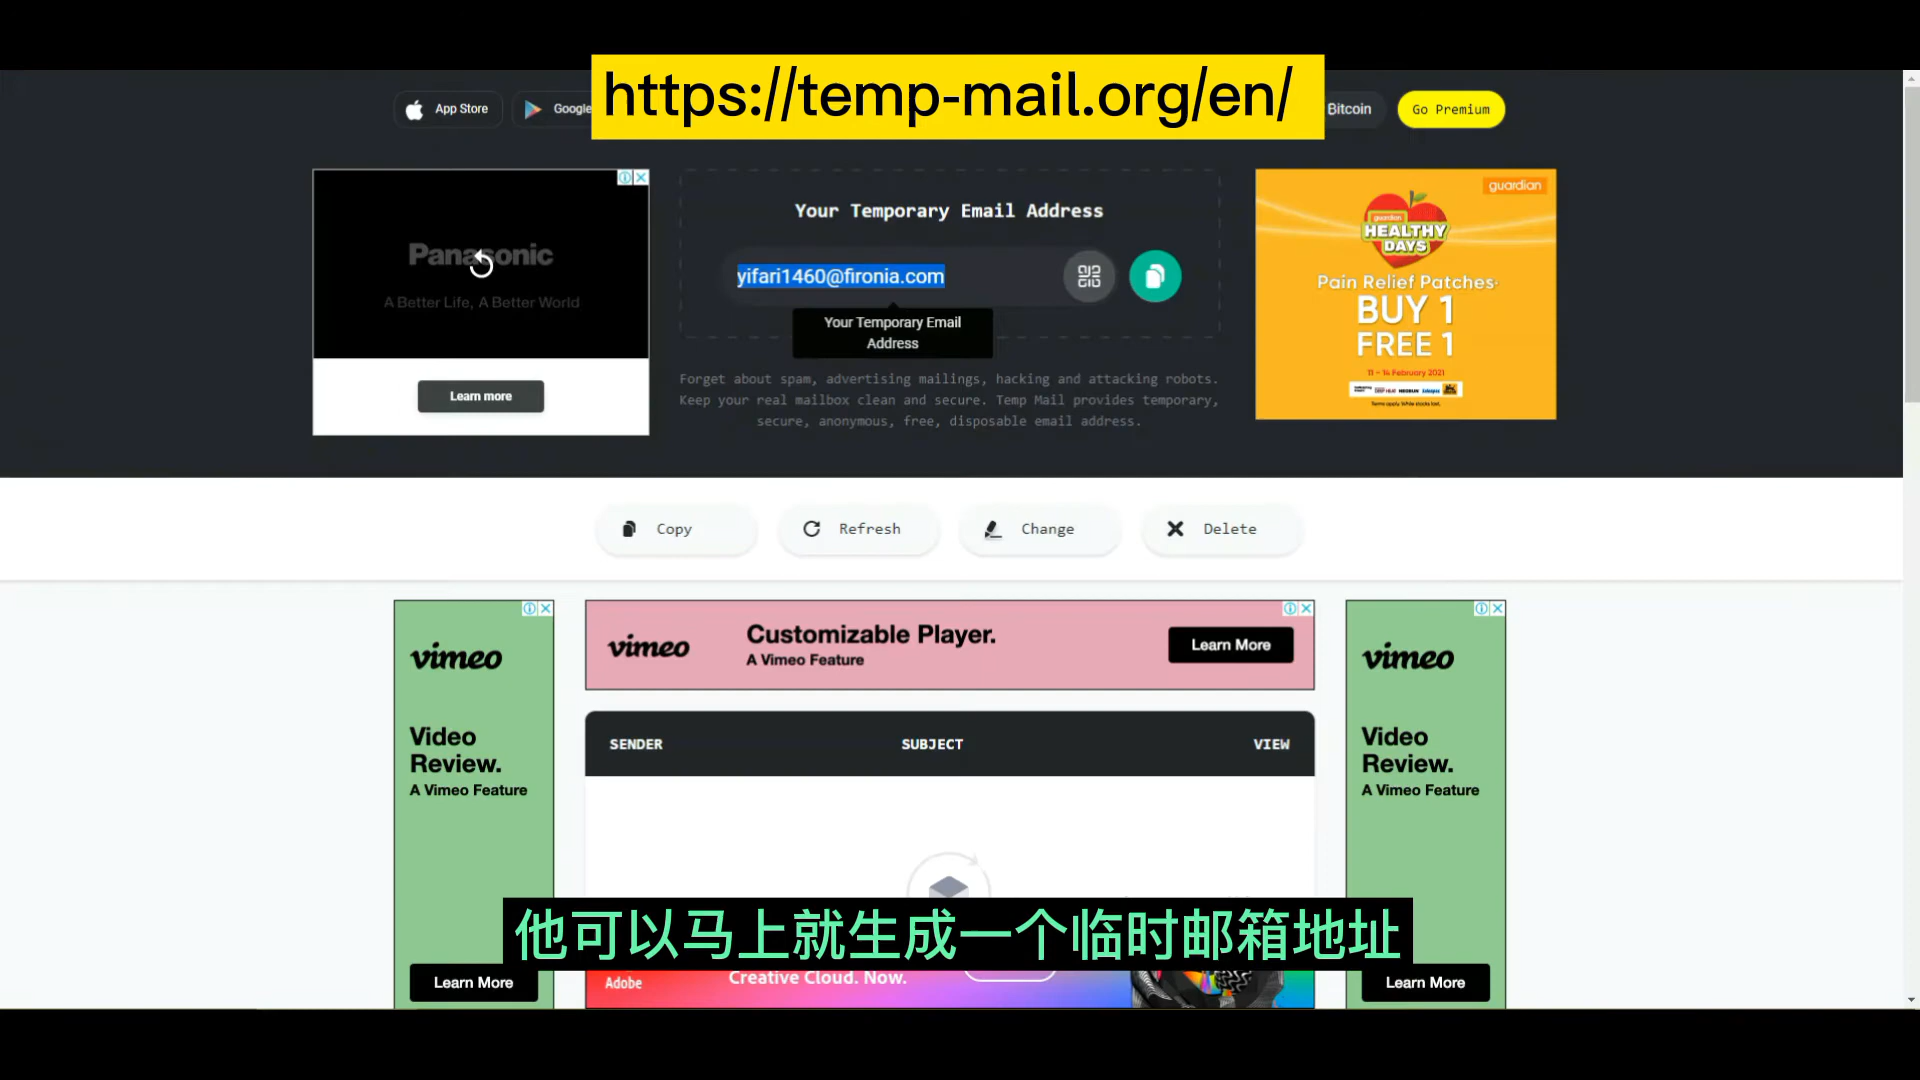 https://temp-mail.org/en/
App Store
Google
Bitcoin
Go Premium
Panasonic
A Better Life, A Better World
Learn more
Your Temporary Email Address
yifari1460@fironia.com
Your Temporary Email
Address
Forget about spam, advertising mailings, hacking and attacking robots.
Keep your real mailbox clean and secure. Temp Mail provides temporary,
secure, anonymous, free, disposable email address.
guardian
guardian
HEALTHY
DAYS
Pain Relief Patches
BUY 1
FREE 1
11 – 14 February 2021
Copy
Refresh
Change
Delete
vimeo
Video
Review.
A Vimeo Feature
Learn More
vimeo
Customizable Player.
A Vimeo Feature
Learn More
SENDER
SUBJECT
VIEW
vimeo
Video
Review.
A Vimeo Feature
Learn More
他可以马上就生成一个临时邮箱地址
Adobe
Creative Cloud. Now.